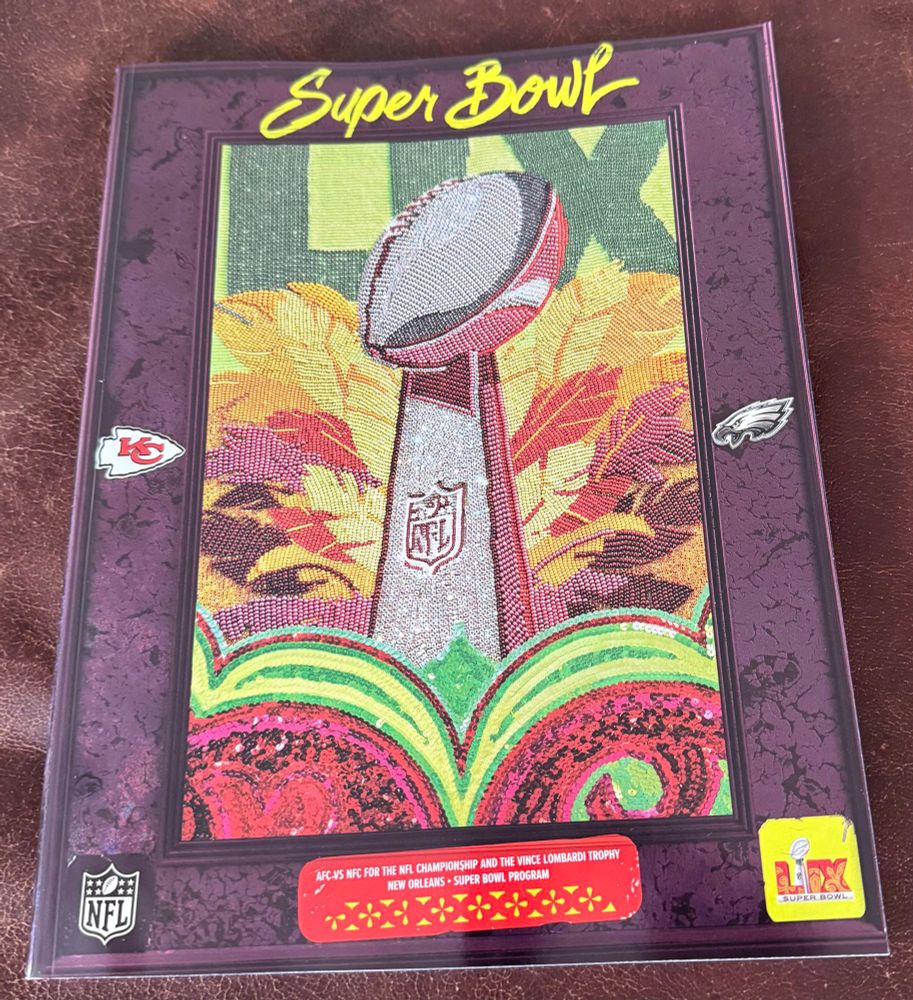 Super Bowl
LIX
KC
NFL
AFC VS NFC FOR THE NFL CHAMPIONSHIP AND THE VINCE LOMBARDI TROPHY
NEW ORLEANS • SUPER BOWL PROGRAM
NFL
LIX
SUPER BOWL